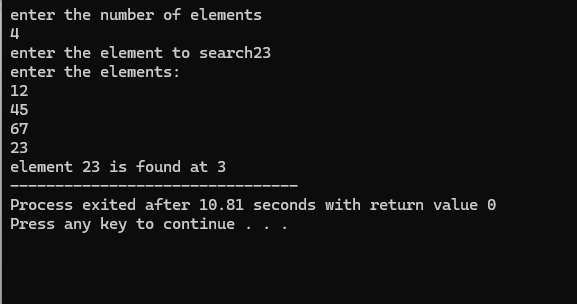 enter the number of elements
4
enter the element to search23
enter the elements:
12
45
67
23
element 23 is found at 3
--------------------------------
Process exited after 10.81 seconds with return value 0
Press any key to continue . . .